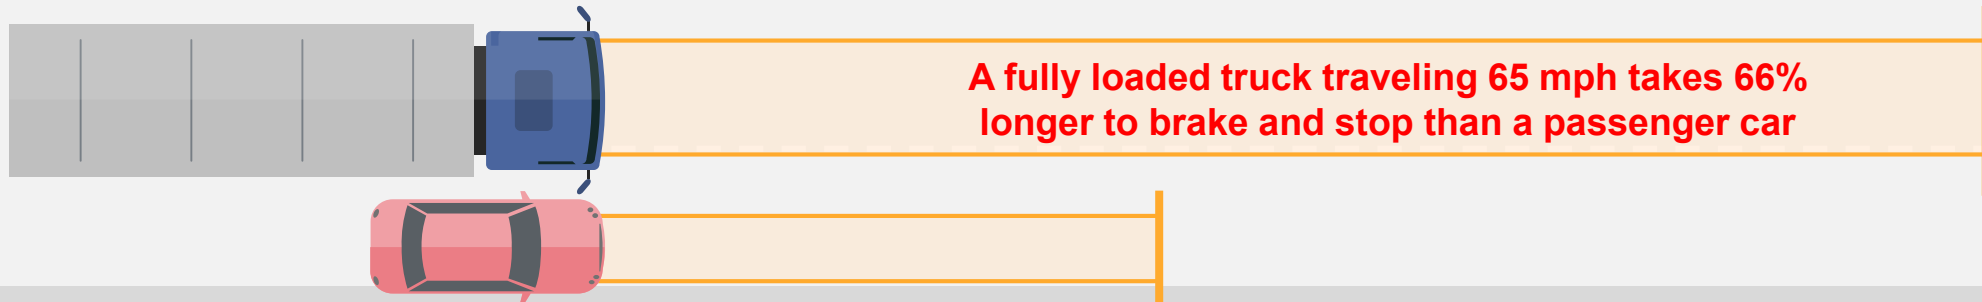 A fully loaded truck traveling 65 mph takes 66%
longer to brake and stop than a passenger car